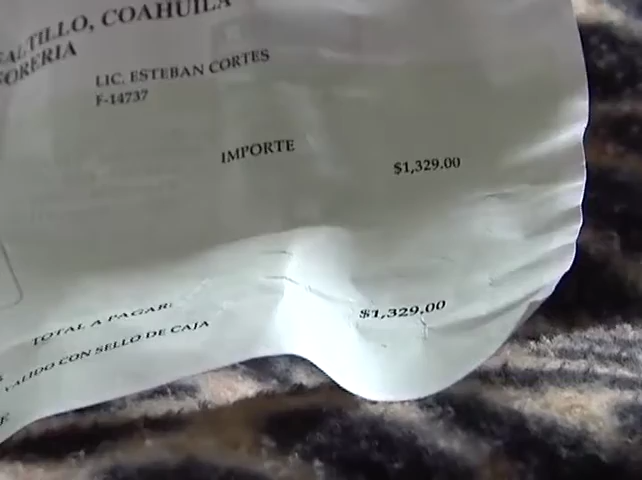 SALTILLO, COAHUILA
SORERIA
LIC. ESTEBAN CORTES
F-14737
IMPORTE $1,329.00
TOTAL A PAGAR: $1,329.00
VALIDO CON SELLO DE CAJA